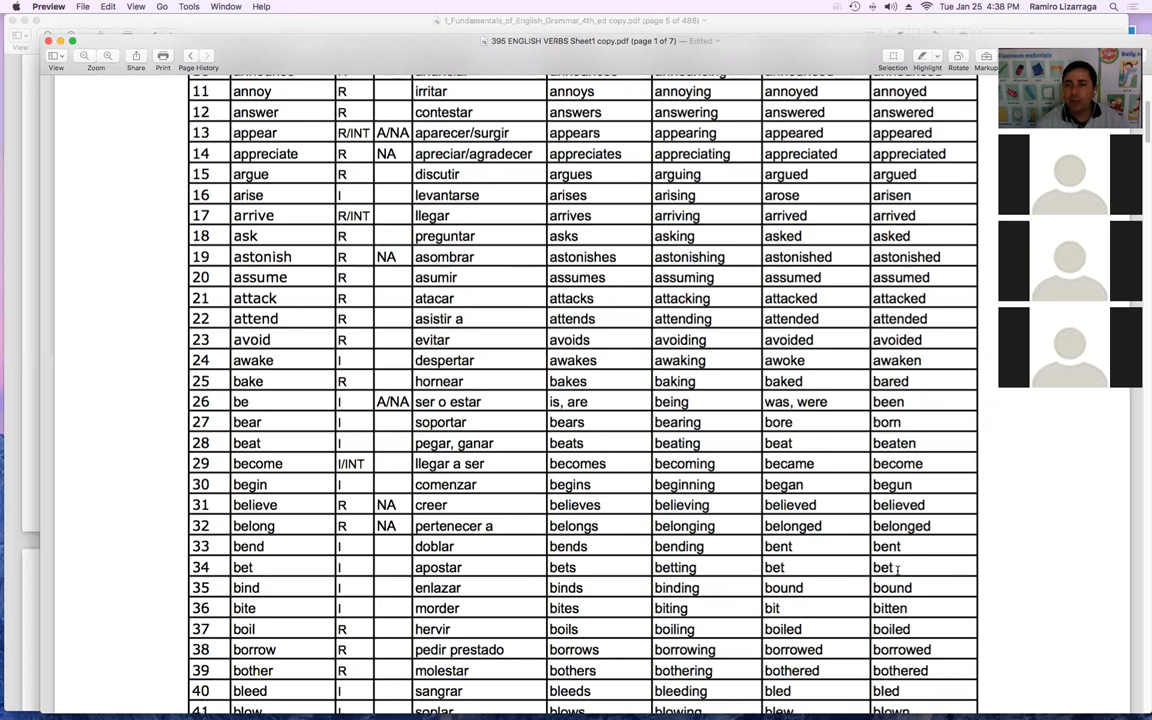 Preview File Edit View Go Tools Window Help Tue Jan 25 4:38 PM Ramiro Lizarraga
1_Fundamentals_of_English_Grammar_4th_ed copy.pdf (page 5 of 488)
View
395 ENGLISH VERBS Sheet1 copy.pdf (page 1 of 7) — Edited
View Zoom Share Print Page History Selection Highlight Rotate Markup
11 annoy R irritar annoys annoying annoyed annoyed
12 answer R contestar answers answering answered answered
13 appear R/INT A/NA aparecer/surgir appears appearing appeared appeared
14 appreciate R NA apreciar/agradecer appreciates appreciating appreciated appreciated
15 argue R discutir argues arguing argued argued
16 arise I levantarse arises arising arose arisen
17 arrive R/INT llegar arrives arriving arrived arrived
18 ask R preguntar asks asking asked asked
19 astonish R NA asombrar astonishes astonishing astonished astonished
20 assume R asumir assumes assuming assumed assumed
21 attack R atacar attacks attacking attacked attacked
22 attend R asistir a attends attending attended attended
23 avoid R evitar avoids avoiding avoided avoided
24 awake I despertar awakes awaking awoke awaken
25 bake R hornear bakes baking baked bared
26 be I A/NA ser o estar is, are being was, were been
27 bear I soportar bears bearing bore born
28 beat I pegar, ganar beats beating beat beaten
29 become I/INT llegar a ser becomes becoming became become
30 begin I comenzar begins beginning began begun
31 believe R NA creer believes believing believed believed
32 belong R NA pertenecer a belongs belonging belonged belonged
33 bend I doblar bends bending bent bent
34 bet I apostar bets betting bet bet
35 bind I enlazar binds binding bound bound
36 bite I morder bites biting bit bitten
37 boil R hervir boils boiling boiled boiled
38 borrow R pedir prestado borrows borrowing borrowed borrowed
39 bother R molestar bothers bothering bothered bothered
40 bleed I sangrar bleeds bleeding bled bled
41 blow I soplar blows blowing blew blown